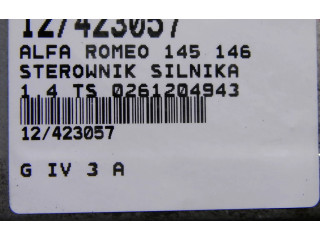 12/423057
ALFA ROMEO 145 146
STEROWNIK SILNIKA
1.4 TS 0261204943
12/423057
G IV 3 A